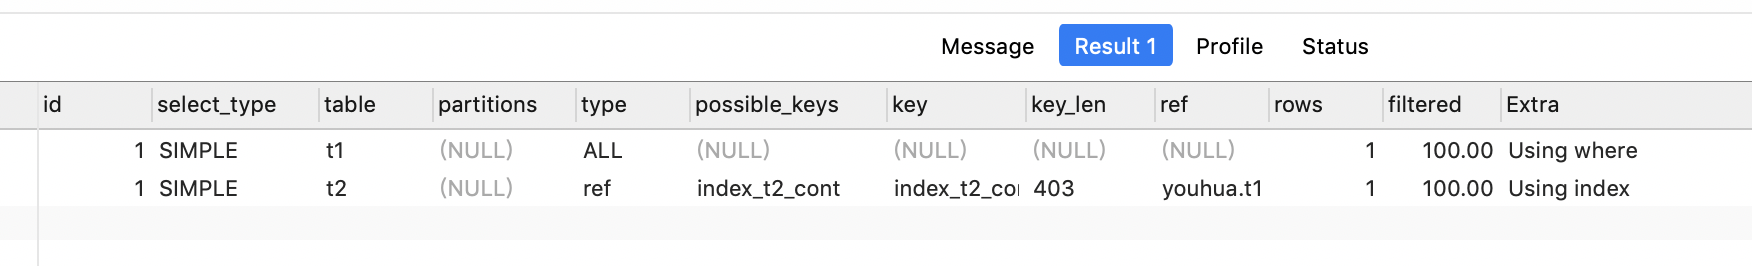 Message Result 1 Profile Status
id select_type table partitions type possible_keys key key_len ref rows filtered Extra
1 SIMPLE t1 (NULL) ALL (NULL) (NULL) (NULL) (NULL) 1 100.00 Using where
1 SIMPLE t2 (NULL) ref index_t2_cont index_t2_co 403 youhua.t1 1 100.00 Using index